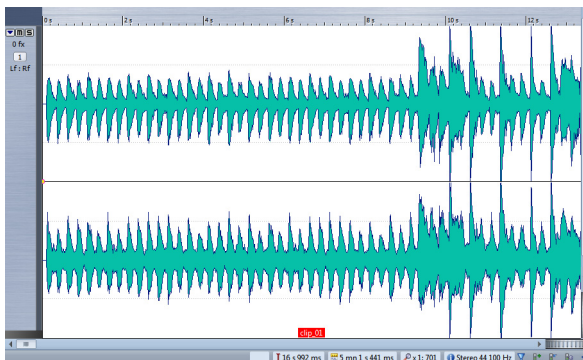 0 s 2 s 4 s 6 s 8 s 10 s 12 s
M S
0 fx
1
Lf : Rf
clip_01
16 s 992 ms 5 mn 1 s 441 ms x 1: 701 Stereo 44 100 Hz